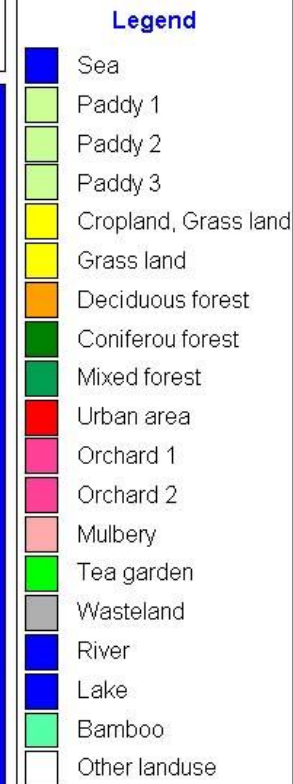 Legend
Sea
Paddy 1
Paddy 2
Paddy 3
Cropland, Grass land
Grass land
Deciduous forest
Coniferou forest
Mixed forest
Urban area
Orchard 1
Orchard 2
Mulbery
Tea garden
Wasteland
River
Lake
Bamboo
Other landuse